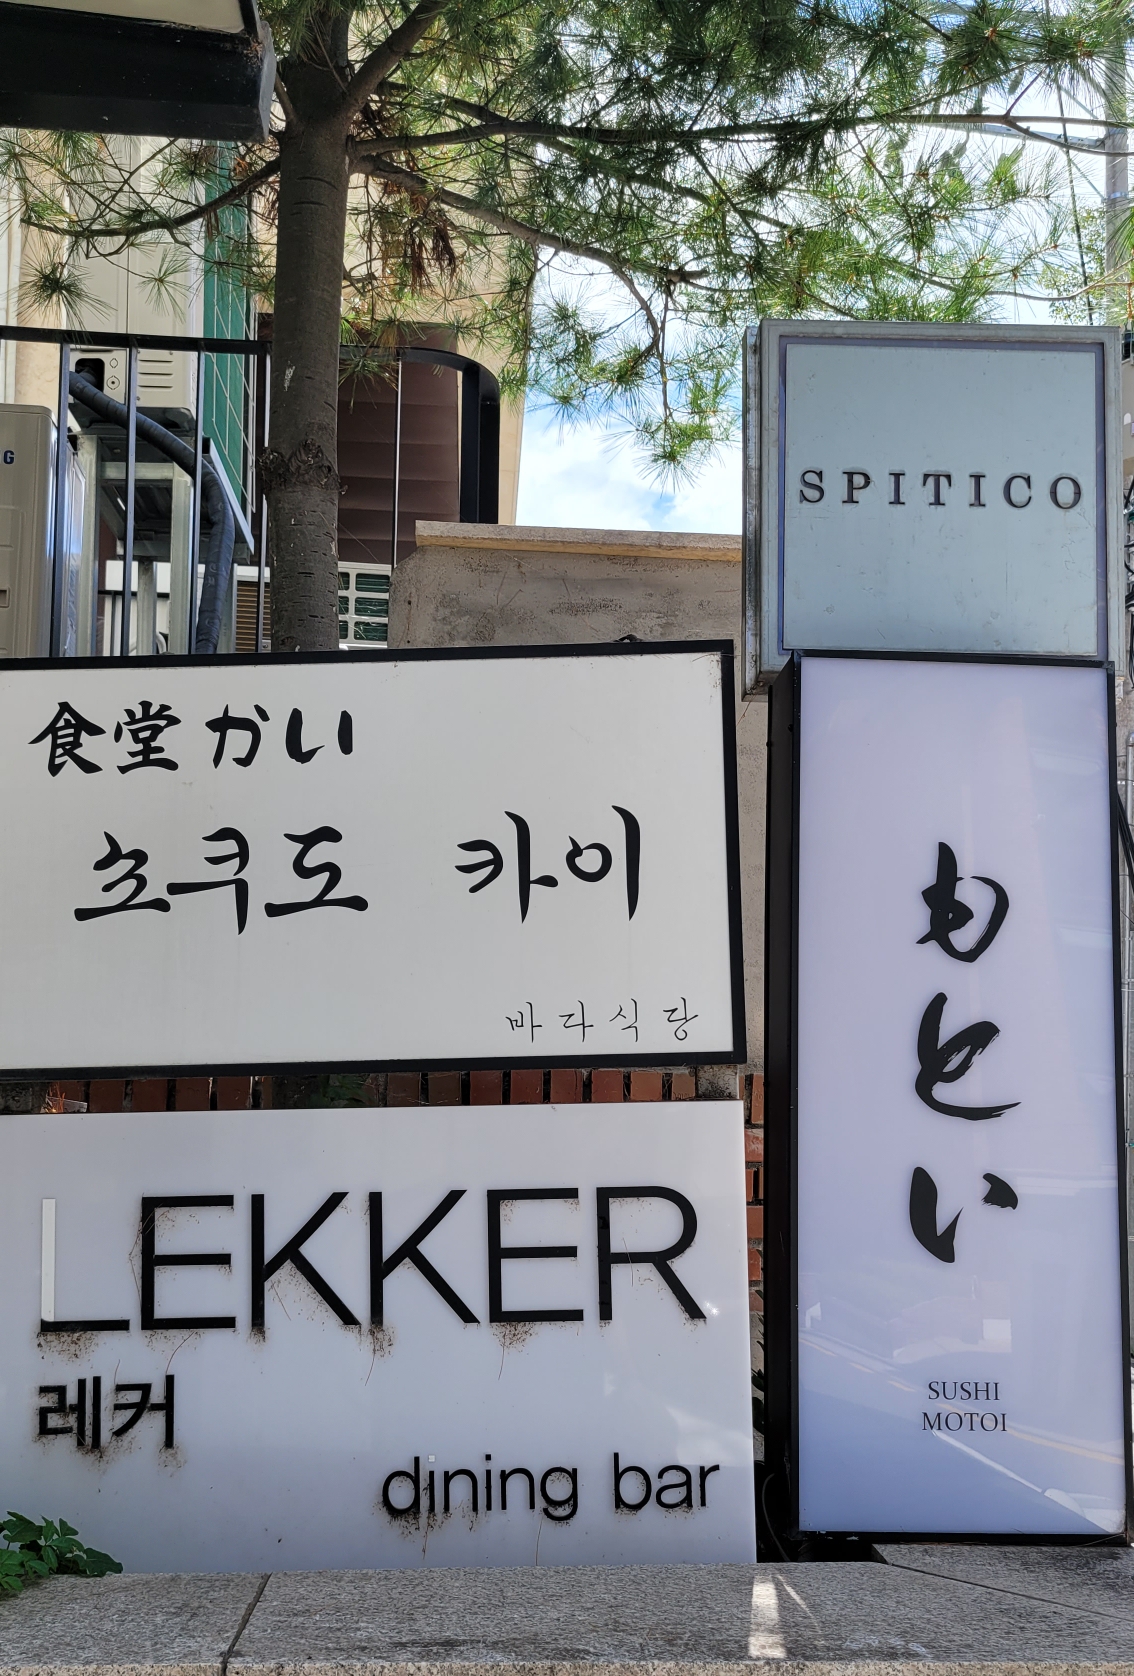 SPITICO
食堂かい
쇼쿠도 카이
바다식당
LEKKER
레커
dining bar
もとい
SUSHI
MOTOI
G